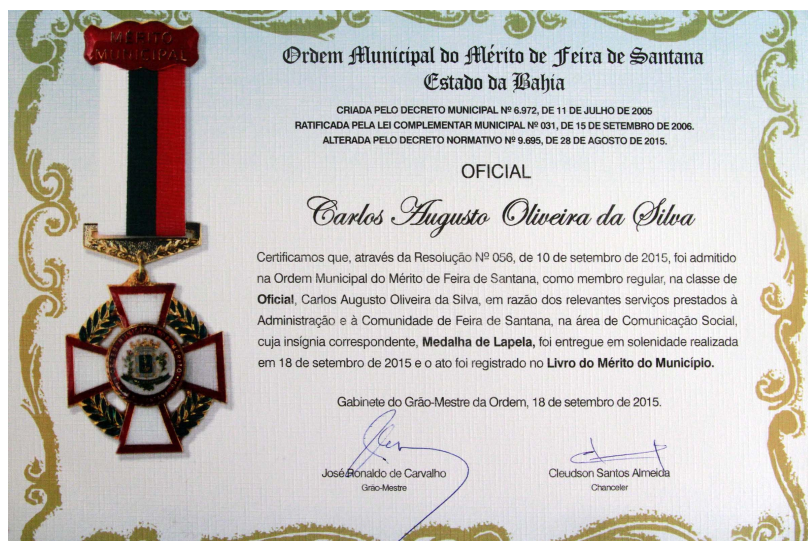 MÉRITO
MUNICIPAL
Ordem Municipal do Mérito de Feira de Santana
Estado da Bahia
CRIADA PELO DECRETO MUNICIPAL Nº 6.972, DE 11 DE JULHO DE 2005
RATIFICADA PELA LEI COMPLEMENTAR MUNICIPAL Nº 031, DE 15 DE SETEMBRO DE 2006.
ALTERADA PELO DECRETO NORMATIVO Nº 9.695, DE 28 DE AGOSTO DE 2015.
OFICIAL
Carlos Augusto Oliveira da Silva
Certificamos que, através da Resolução Nº 056, de 10 de setembro de 2015, foi admitido
na Ordem Municipal do Mérito de Feira de Santana, como membro regular, na classe de
Oficial, Carlos Augusto Oliveira da Silva, em razão dos relevantes serviços prestados à
Administração e à Comunidade de Feira de Santana, na área de Comunicação Social,
cuja insígnia correspondente, Medalha de Lapela, foi entregue em solenidade realizada
em 18 de setembro de 2015 e o ato foi registrado no Livro do Mérito do Município.
Gabinete do Grão-Mestre da Ordem, 18 de setembro de 2015.
José Ronaldo de Carvalho
Grão-Mestre
Cleudson Santos Almeida
Chanceler